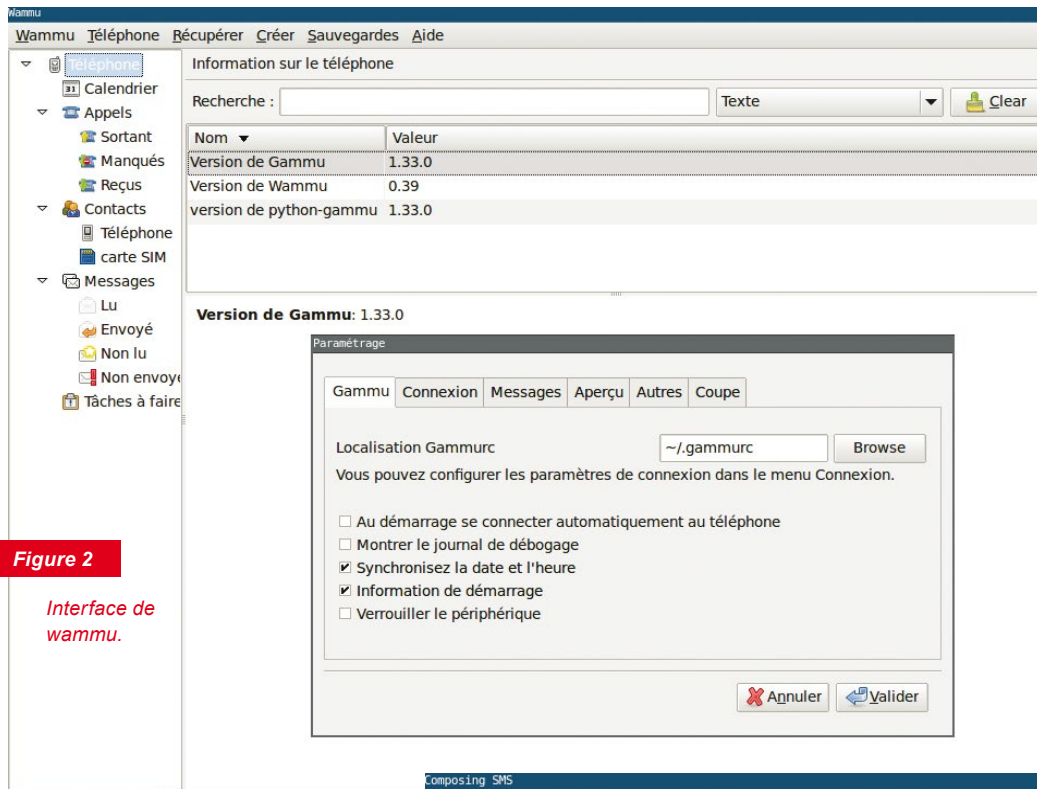 Wammu
Wammu Téléphone Récupérer Créer Sauvegardes Aide
Téléphone
Calendrier
Appels
Sortant
Manqués
Reçus
Contacts
Téléphone
carte SIM
Messages
Lu
Envoyé
Non lu
Non envoyé
Tâches à faire
Information sur le téléphone
Recherche : Texte Clear
Nom Valeur
Version de Gammu 1.33.0
Version de Wammu 0.39
version de python-gammu 1.33.0
Version de Gammu: 1.33.0
Paramétrage
Gammu Connexion Messages Aperçu Autres Coupe
Localisation Gammurc ~/.gammurc Browse
Vous pouvez configurer les paramètres de connexion dans le menu Connexion.
Au démarrage se connecter automatiquement au téléphone
Montrer le journal de débogage
Synchronisez la date et l'heure
Information de démarrage
Verrouiller le périphérique
Annuler Valider
Figure 2
Interface de
wammu.
Composing SMS